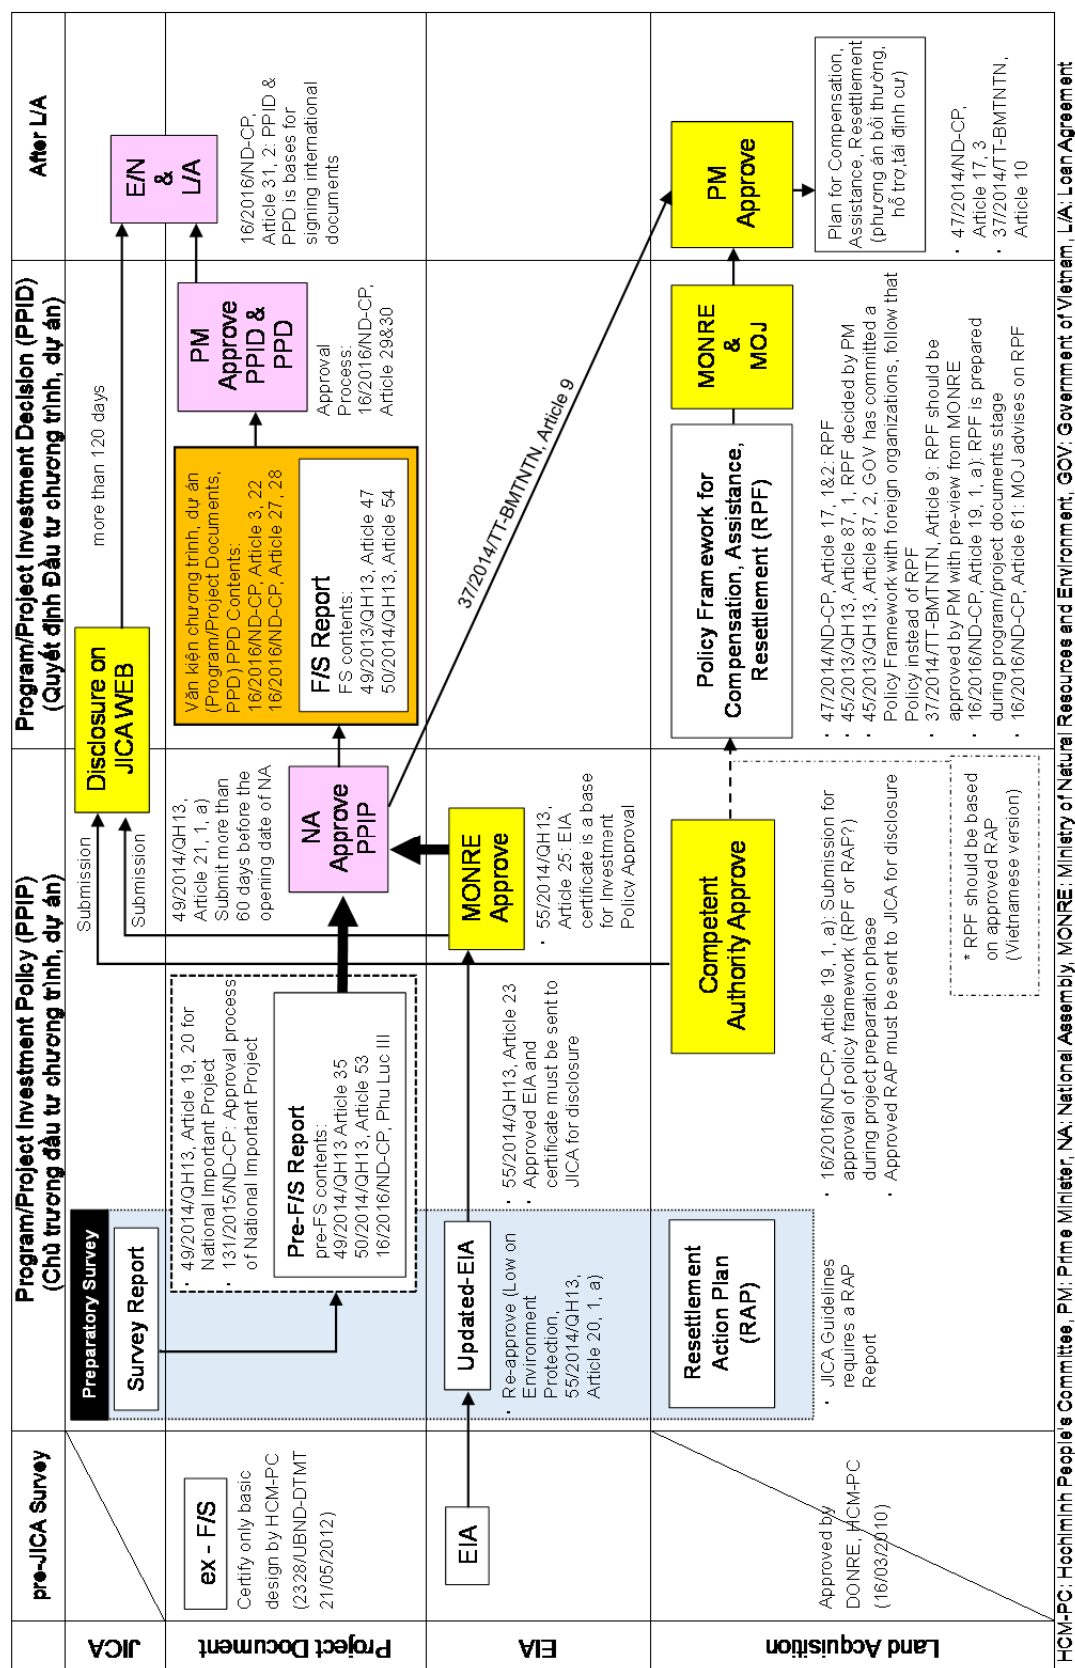 pre-JICA Survey
Program/Project Investment Policy (PPIP)
(Chủ trương đầu tư chương trình, dự án)
Program/Project Investment Decision (PPID)
(Quyết định Đầu tư chương trình, dự án)
After L/A
JICA
Preparatory Survey
Survey Report
Submission
Submission
Disclosure on
JICA WEB
more than 120 days
E/N
&
L/A
Project Document
ex - F/S
Certify only basic
design by HCM-PC
(2328/UBND-DTMT
21/05/2012)
· 49/2014/QH13, Article 19, 20 for
National Important Project
· 131/2015/ND-CP: Approval process
of National Important Project
Pre-F/S Report
pre-FS contents:
49/2014/QH13 Article 35
50/2014/QH13, Article 53
16/2016/ND-CP, Phu Luc III
49/2014/QH13,
Article 21, 1, a)
Submit more than
60 days before the
opening date of NA
NA
Approve
PPIP
Văn kiện chương trình, dự án
(Program/Project Documents,
PPD) PPD Contents:
16/2016/ND-CP, Article 3, 22
16/2016/ND-CP, Article 27, 28
F/S Report
FS contents:
49/2013/QH13, Article 47
50/2014/QH13, Article 54
PM
Approve
PPID &
PPD
Approval
Process:
16/2016/ND-CP,
Article 29&30
16/2016/ND-CP,
Article 31, 2: PPID &
PPD is bases for
signing international
documents
EIA
EIA
Updated-EIA
· Re-approve (Low on
Environment
Protection,
55/2014/QH13,
Article 20, 1, a)
· 55/2014/QH13, Article 23
· Approved EIA and
certificate must be sent to
JICA for disclosure
MONRE
Approve
· 55/2014/QH13,
Article 25: EIA
certificate is a base
for Investment
Policy Approval
37/2014/TT-BMTNTN, Article 9
Land Acquisition
Approved by
DONRE, HCM-PC
(16/03/2010)
Resettlement
Action Plan
(RAP)
· JICA Guidelines
requires a RAP
Report
Competent
Authority Approve
· 16/2016/ND-CP, Article 19, 1, a): Submission for
approval of policy framework (RPF or RAP?)
during project preparation phase
· Approved RAP must be sent to JICA for disclosure
* RPF should be based
on approved RAP
(Vietnamese version)
Policy Framework for
Compensation, Assistance,
Resettlement (RPF)
· 47/2014/ND-CP, Article 17, 1&2: RPF
· 45/2013/QH13, Article 87, 1, RPF decided by PM
· 45/2013/QH13, Article 87, 2, GOV has committed a
Policy Framework with foreign organizations, follow that
Policy instead of RPF
· 37/2014/TT-BMTNTN, Article 9: RPF should be
approved by PM with pre-view from MONRE
· 16/2016/ND-CP, Article 19, 1, a): RPF is prepared
during program/project documents stage
· 16/2016/ND-CP, Article 61: MOJ advises on RPF
MONRE
&
MOJ
PM
Approve
Plan for Compensation,
Assistance, Resettlement
(phương án bồi thường,
hỗ trợ,tái định cư)
· 47/2014/ND-CP,
Article 17, 3
· 37/2014/TT-BMTNTN,
Article 10
HCM-PC: Hochiminh People's Committee, PM: Prime Minister, NA: National Assembly, MONRE: Ministry of Natural Resources and Environment, GOV: Government of Vietnam, L/A: Loan Agreement